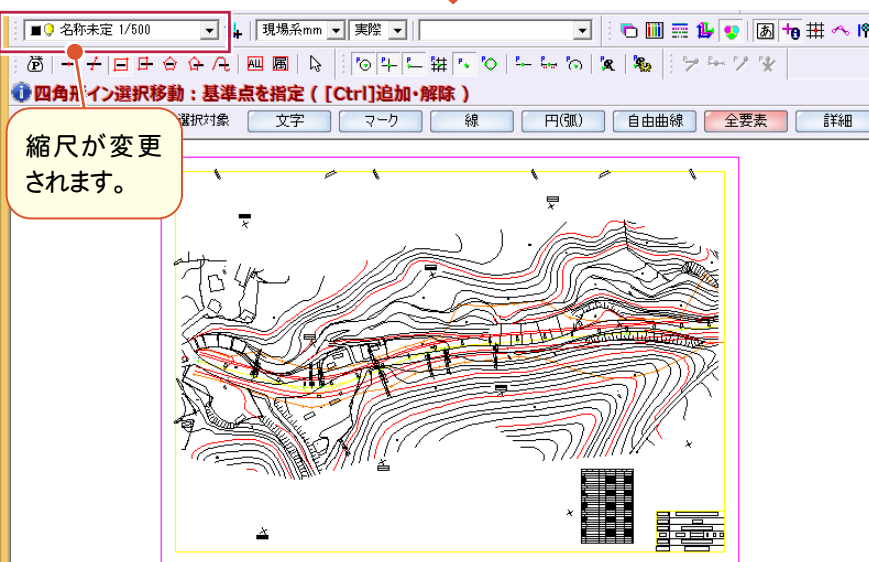 名称未定 1/500
現場系mm
実際
あ
ALL
属
四角形イン選択移動：基準点を指定 ( [Ctrl]追加・解除 )
選択対象
文字
マーク
線
円(弧)
自由曲線
全要素
詳細
縮尺が変更
されます。